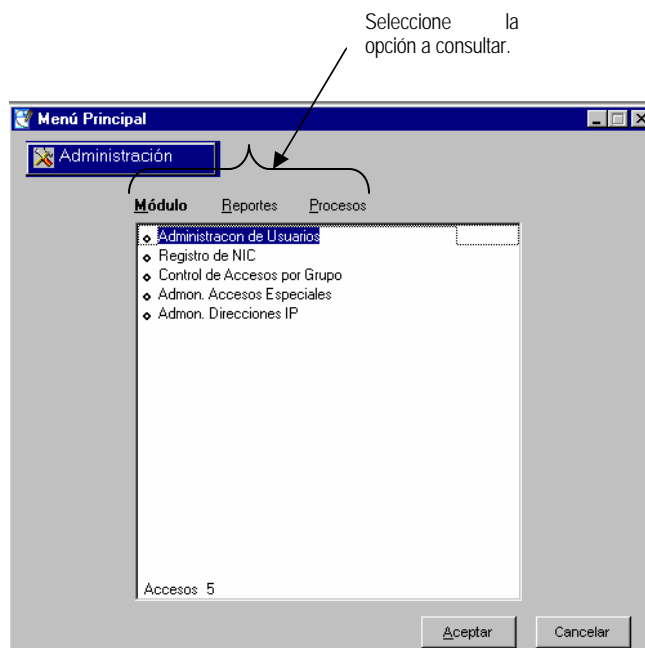 Seleccione la
opción a consultar.
Menú Principal
Administración
Módulo Reportes Procesos
Administracon de Usuarios
Registro de NIC
Control de Accesos por Grupo
Admon. Accesos Especiales
Admon. Direcciones IP
Accesos 5
Aceptar Cancelar